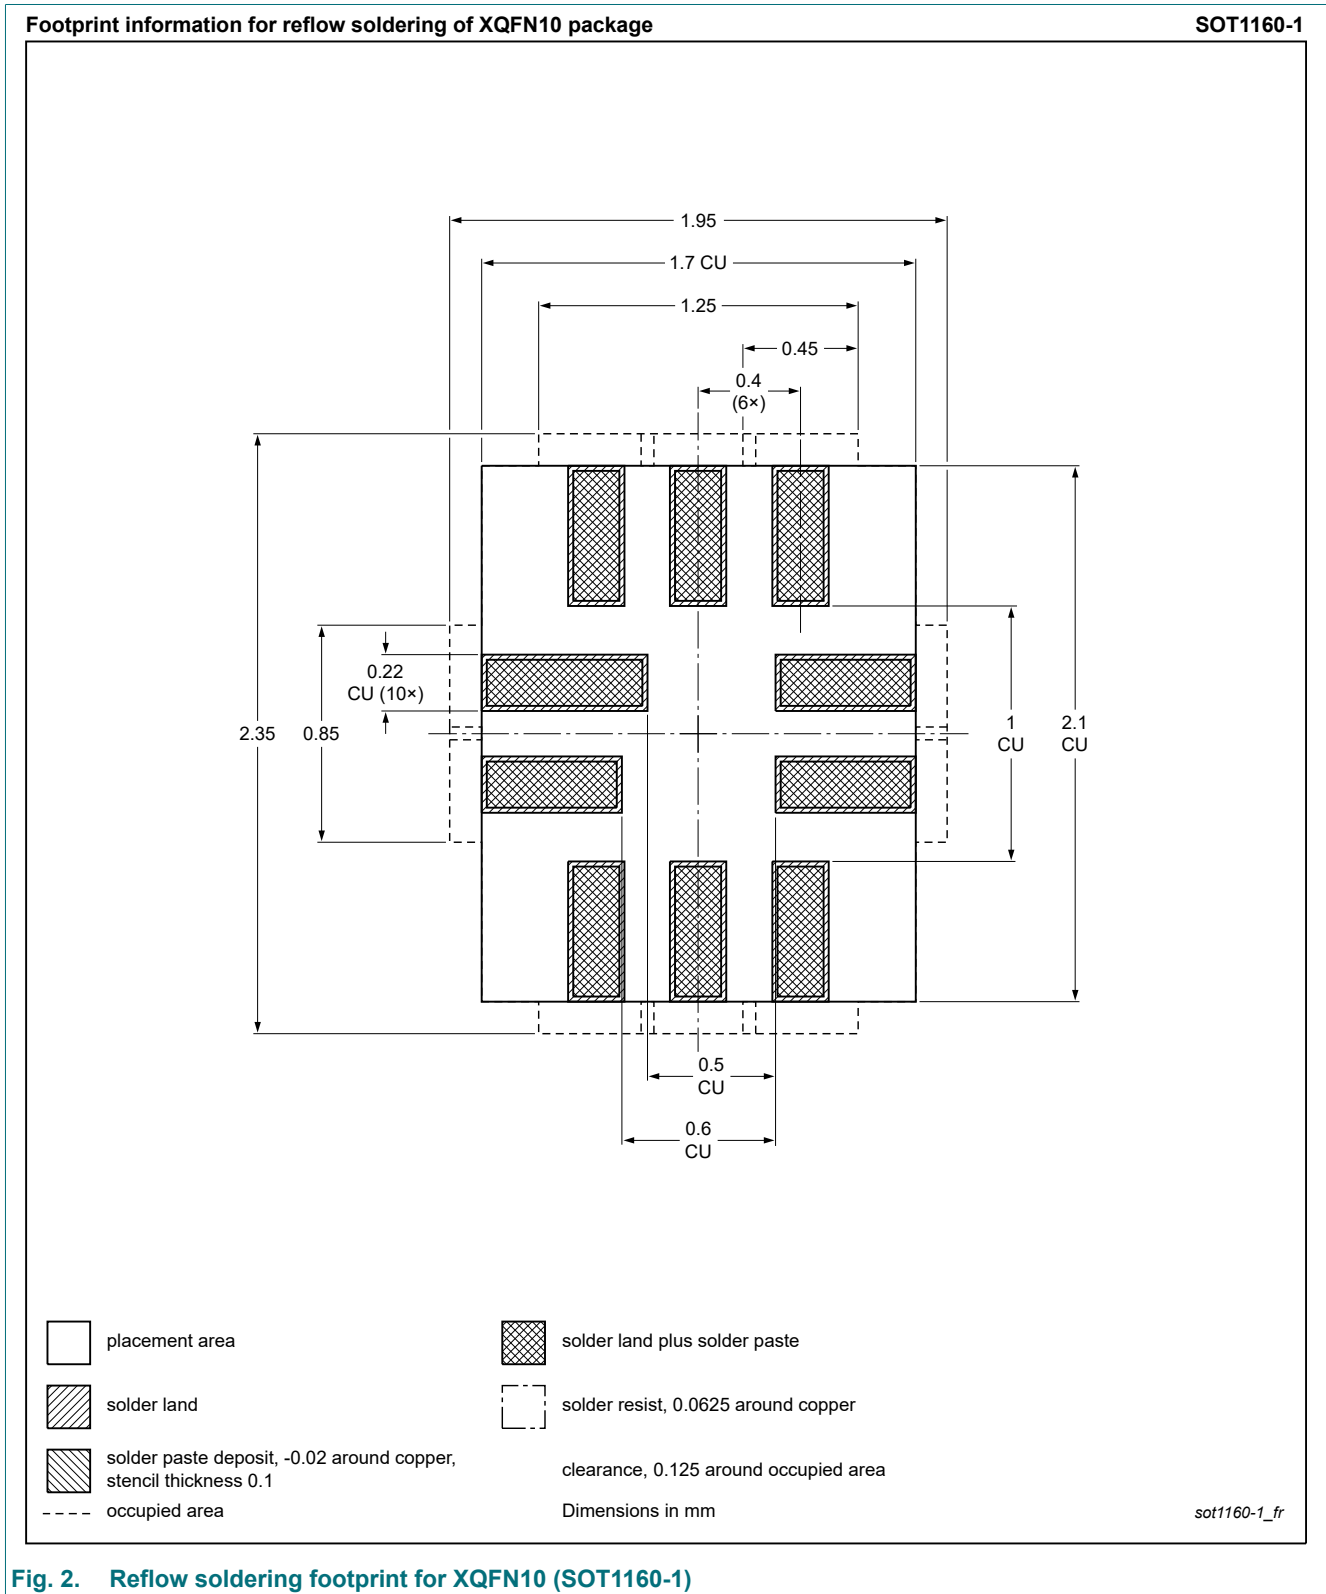 Footprint information for reflow soldering of XQFN10 package SOT1160-1
1.95
1.7 CU
1.25
0.45
0.4
(6×)
0.22
CU (10×)
2.35
0.85
1
CU
2.1
CU
0.5
CU
0.6
CU
placement area
solder land plus solder paste
solder land
solder resist, 0.0625 around copper
solder paste deposit, -0.02 around copper,
stencil thickness 0.1
clearance, 0.125 around occupied area
occupied area
Dimensions in mm
sot1160-1_fr
Fig. 2. Reflow soldering footprint for XQFN10 (SOT1160-1)